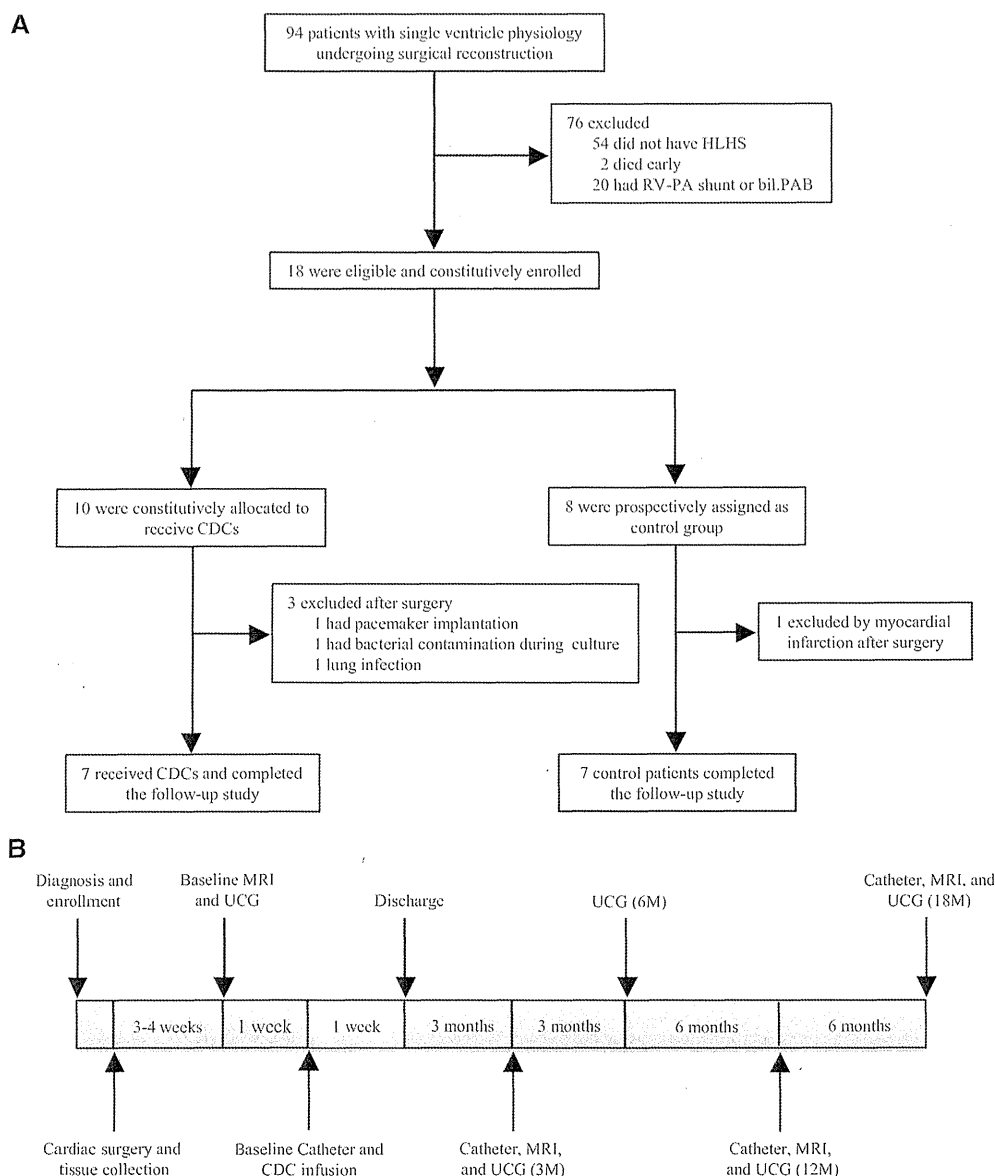 A
94 patients with single ventricle physiology
undergoing surgical reconstruction
76 excluded
54 did not have HLHS
2 died early
20 had RV-PA shunt or bil.PAB
18 were eligible and constitutively enrolled
10 were constitutively allocated to
receive CDCs
8 were prospectively assigned as
control group
3 excluded after surgery
1 had pacemaker implantation
1 had bacterial contamination during culture
1 lung infection
1 excluded by myocardial
infarction after surgery
7 received CDCs and completed
the follow-up study
7 control patients completed
the follow-up study
B
Diagnosis and
enrollment
Baseline MRI
and UCG
Discharge
UCG (6M)
Catheter, MRI, and
UCG (18M)
3-4 weeks
1 week
1 week
3 months
3 months
6 months
6 months
Cardiac surgery and
tissue collection
Baseline Catheter and
CDC infusion
Catheter, MRI,
and UCG (3M)
Catheter, MRI,
and UCG (12M)